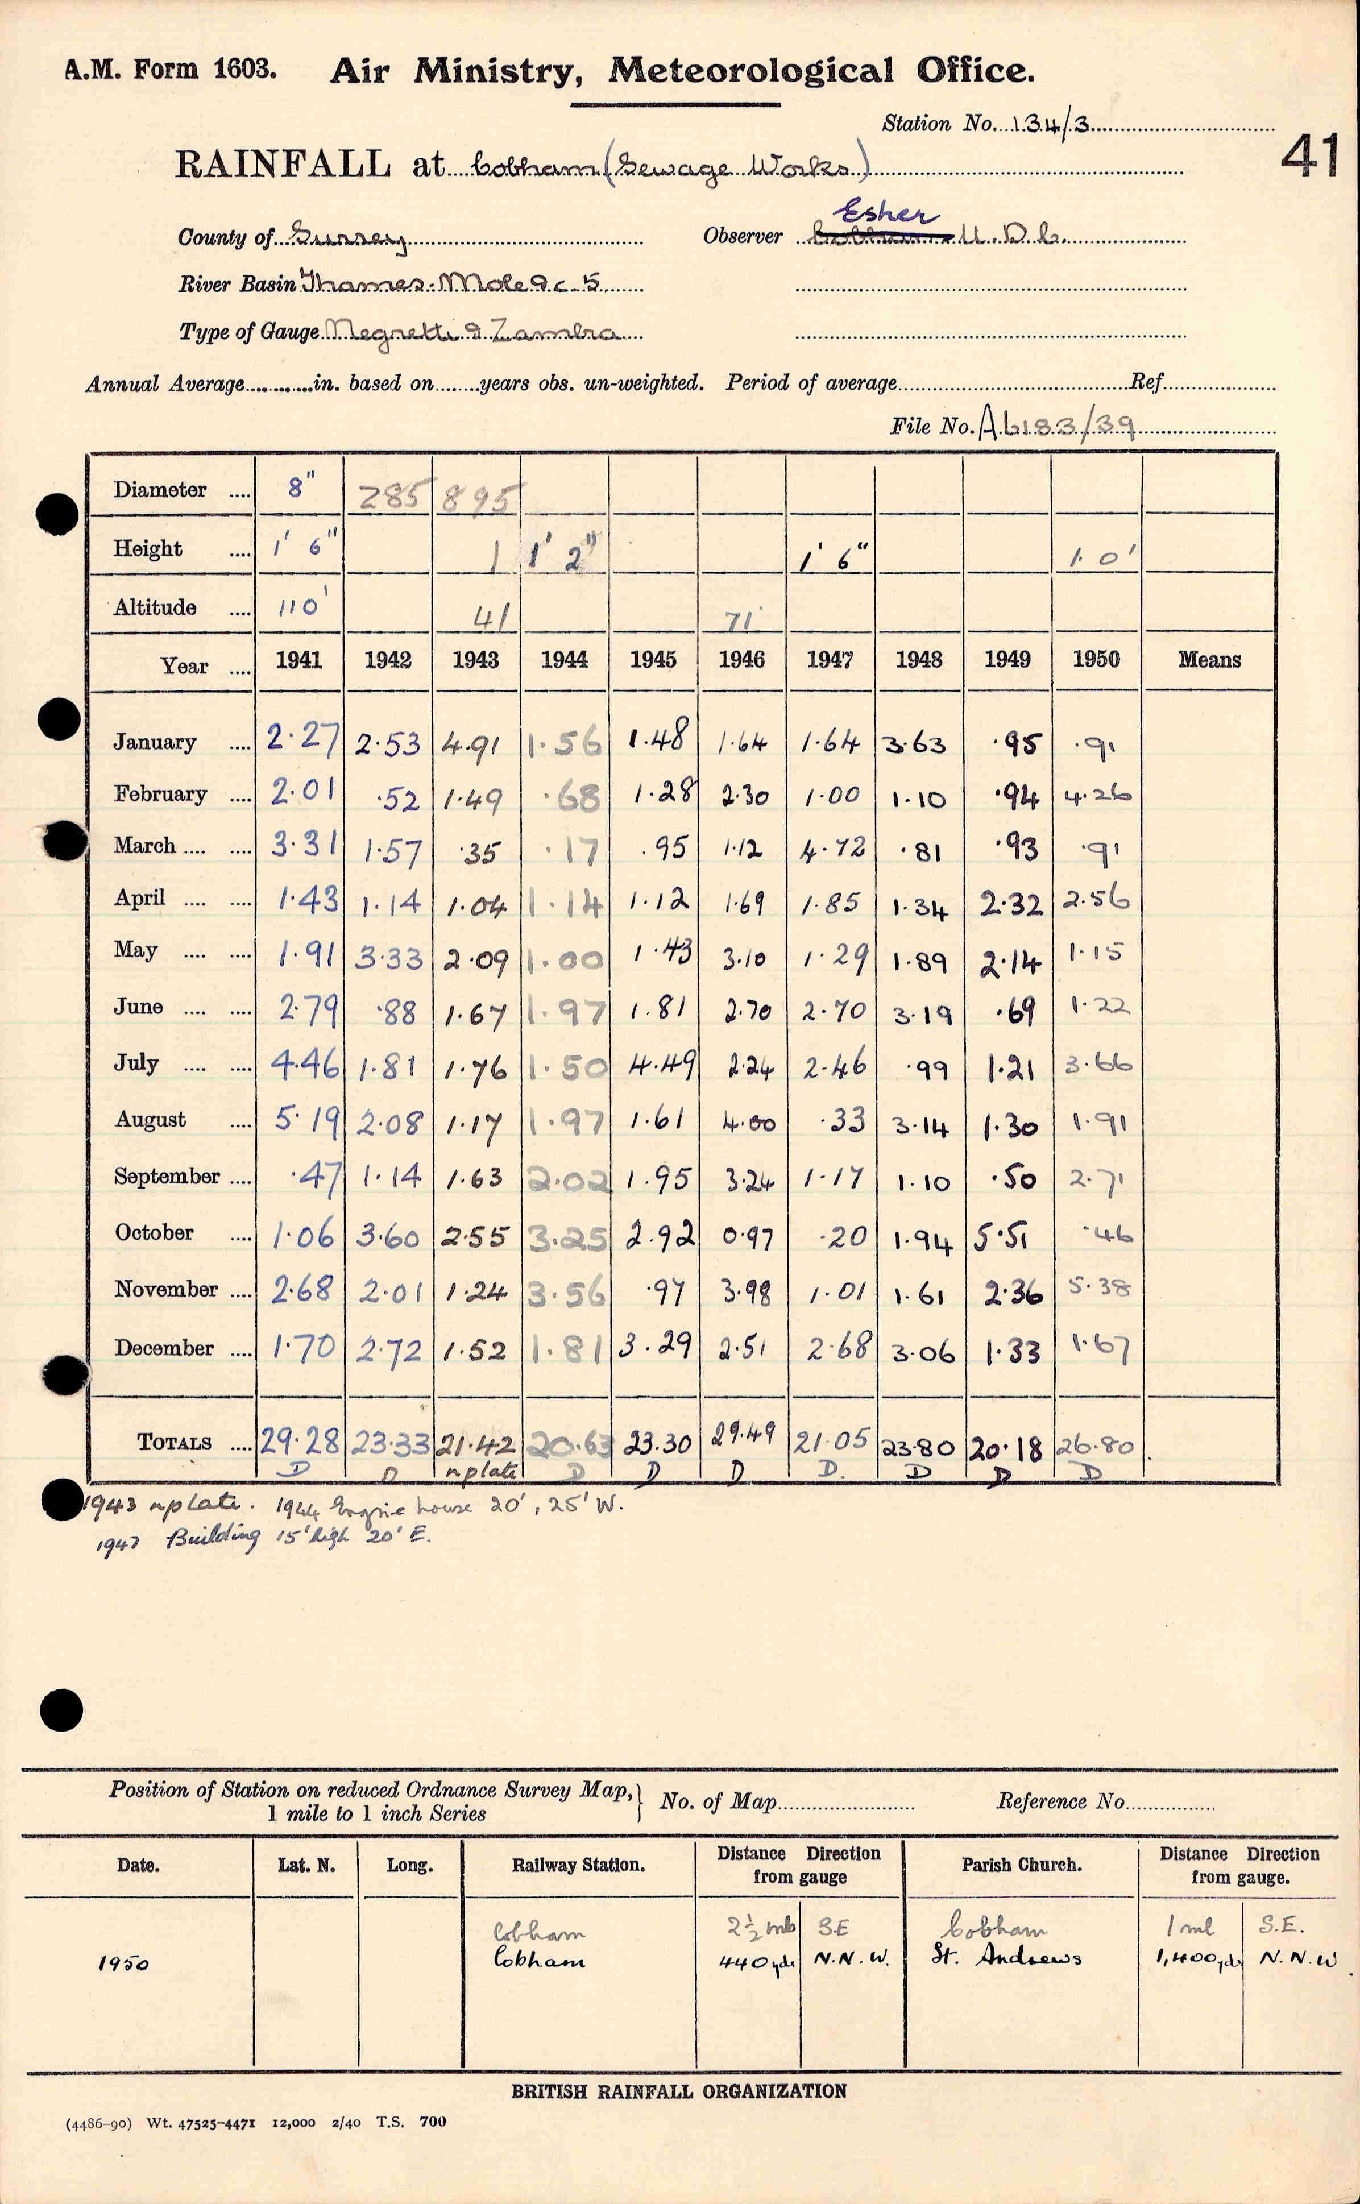 A.M. Form 1603. Air Ministry, Meteorological Office.
Station No. 134/3
41
RAINFALL at Cobham (Sewage Works)
Esher
County of Surrey Observer Cobham U.D.C.
River Basin Thames-Mole 9c 5
Type of Gauge Negretti & Zambra
Annual Average in. based on years obs. un-weighted. Period of average Ref.
File No. A6183/39
Diameter .... 8" 285 895
Height .... 1' 6" 1 1' 2" 1' 6" 1.0'
Altitude .... 110' 41 71
Year .... 1941 1942 1943 1944 1945 1946 1947 1948 1949 1950 Means
January .... 2.27 2.53 4.91 1.56 1.48 1.64 1.64 3.63 .95 .91
February .... 2.01 .52 1.49 .68 1.28 2.30 1.00 1.10 .94 4.26
March .... .... 3.31 1.57 .35 .17 .95 1.12 4.72 .81 .93 .91
April .... .... 1.43 1.14 1.04 1.14 1.12 1.69 1.85 1.34 2.32 2.56
May .... .... 1.91 3.33 2.09 1.00 1.43 3.10 1.29 1.89 2.14 1.15
June .... .... 2.79 .88 1.67 1.97 1.81 2.70 2.70 3.19 .69 1.22
July .... .... 4.46 1.81 1.76 1.50 4.49 2.24 2.46 .99 1.21 3.66
August .... 5.19 2.08 1.17 1.97 1.61 4.00 .33 3.14 1.30 1.91
September .... .47 1.14 1.63 2.02 1.95 3.24 1.17 1.10 .50 2.71
October .... 1.06 3.60 2.55 3.25 2.92 0.97 .20 1.94 5.51 .46
November .... 2.68 2.01 1.24 3.56 .97 3.98 1.01 1.61 2.36 5.38
December .... 1.70 2.72 1.52 1.81 3.29 2.51 2.68 3.06 1.33 1.67
TOTALS .... 29.28 23.33 21.42 20.63 23.30 29.49 21.05 23.80 20.18 26.80
D D n plate D D D D. D D D
1943 n plate. 1944 Engine house 20', 25' W.
1947 Building 15' high 20' E.
Position of Station on reduced Ordnance Survey Map,
1 mile to 1 inch Series
No. of Map Reference No.
Date. Lat. N. Long. Railway Station. Distance Direction from gauge Parish Church. Distance Direction from gauge.
Cobham 2½ mls SE Cobham 1 ml S.E.
1950 Cobham 440 yds N.N.W. St. Andrews 1,400 yds N.N.W.
BRITISH RAINFALL ORGANIZATION
(4486-90) Wt. 47525-4471 12,000 2/40 T.S. 700